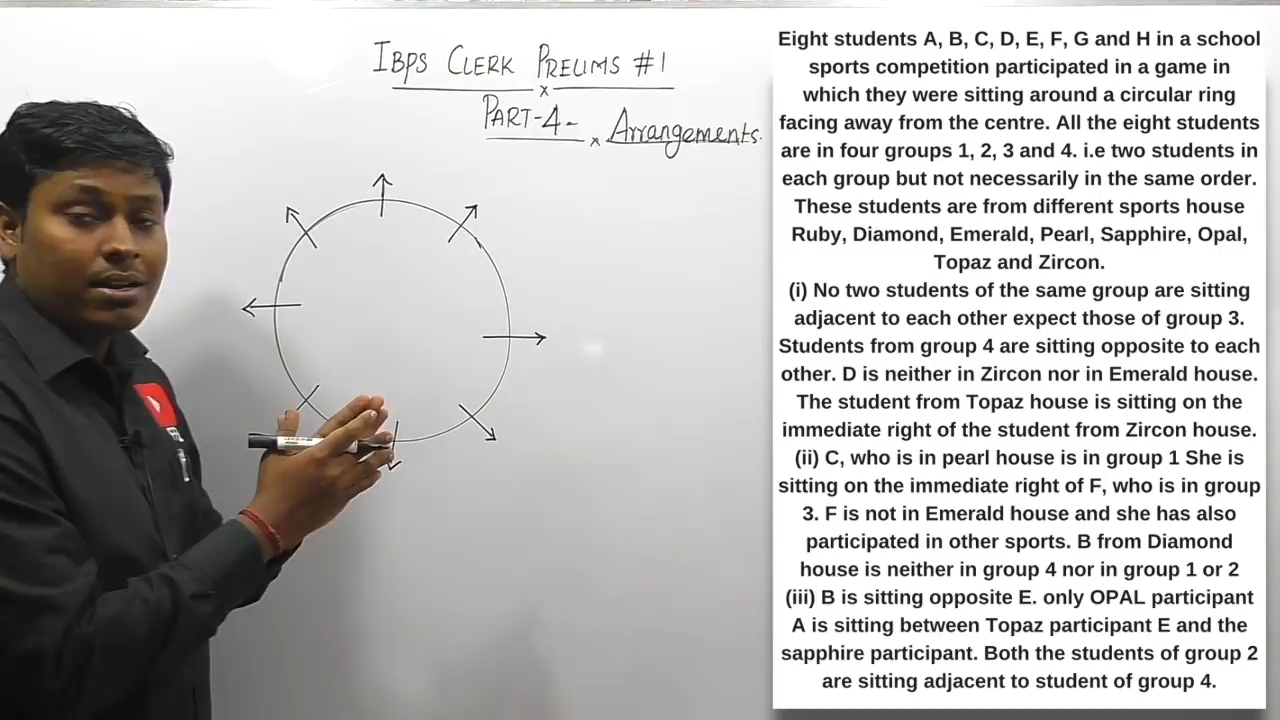 IBPS CLERK PRELIMS #1
PART-4- Arrangements.
Eight students A, B, C, D, E, F, G and H in a school
sports competition participated in a game in
which they were sitting around a circular ring
facing away from the centre. All the eight students
are in four groups 1, 2, 3 and 4. i.e two students in
each group but not necessarily in the same order.
These students are from different sports house
Ruby, Diamond, Emerald, Pearl, Sapphire, Opal,
Topaz and Zircon.
(i) No two students of the same group are sitting
adjacent to each other expect those of group 3.
Students from group 4 are sitting opposite to each
other. D is neither in Zircon nor in Emerald house.
The student from Topaz house is sitting on the
immediate right of the student from Zircon house.
(ii) C, who is in pearl house is in group 1 She is
sitting on the immediate right of F, who is in group
3. F is not in Emerald house and she has also
participated in other sports. B from Diamond
house is neither in group 4 nor in group 1 or 2
(iii) B is sitting opposite E. only OPAL participant
A is sitting between Topaz participant E and the
sapphire participant. Both the students of group 2
are sitting adjacent to student of group 4.